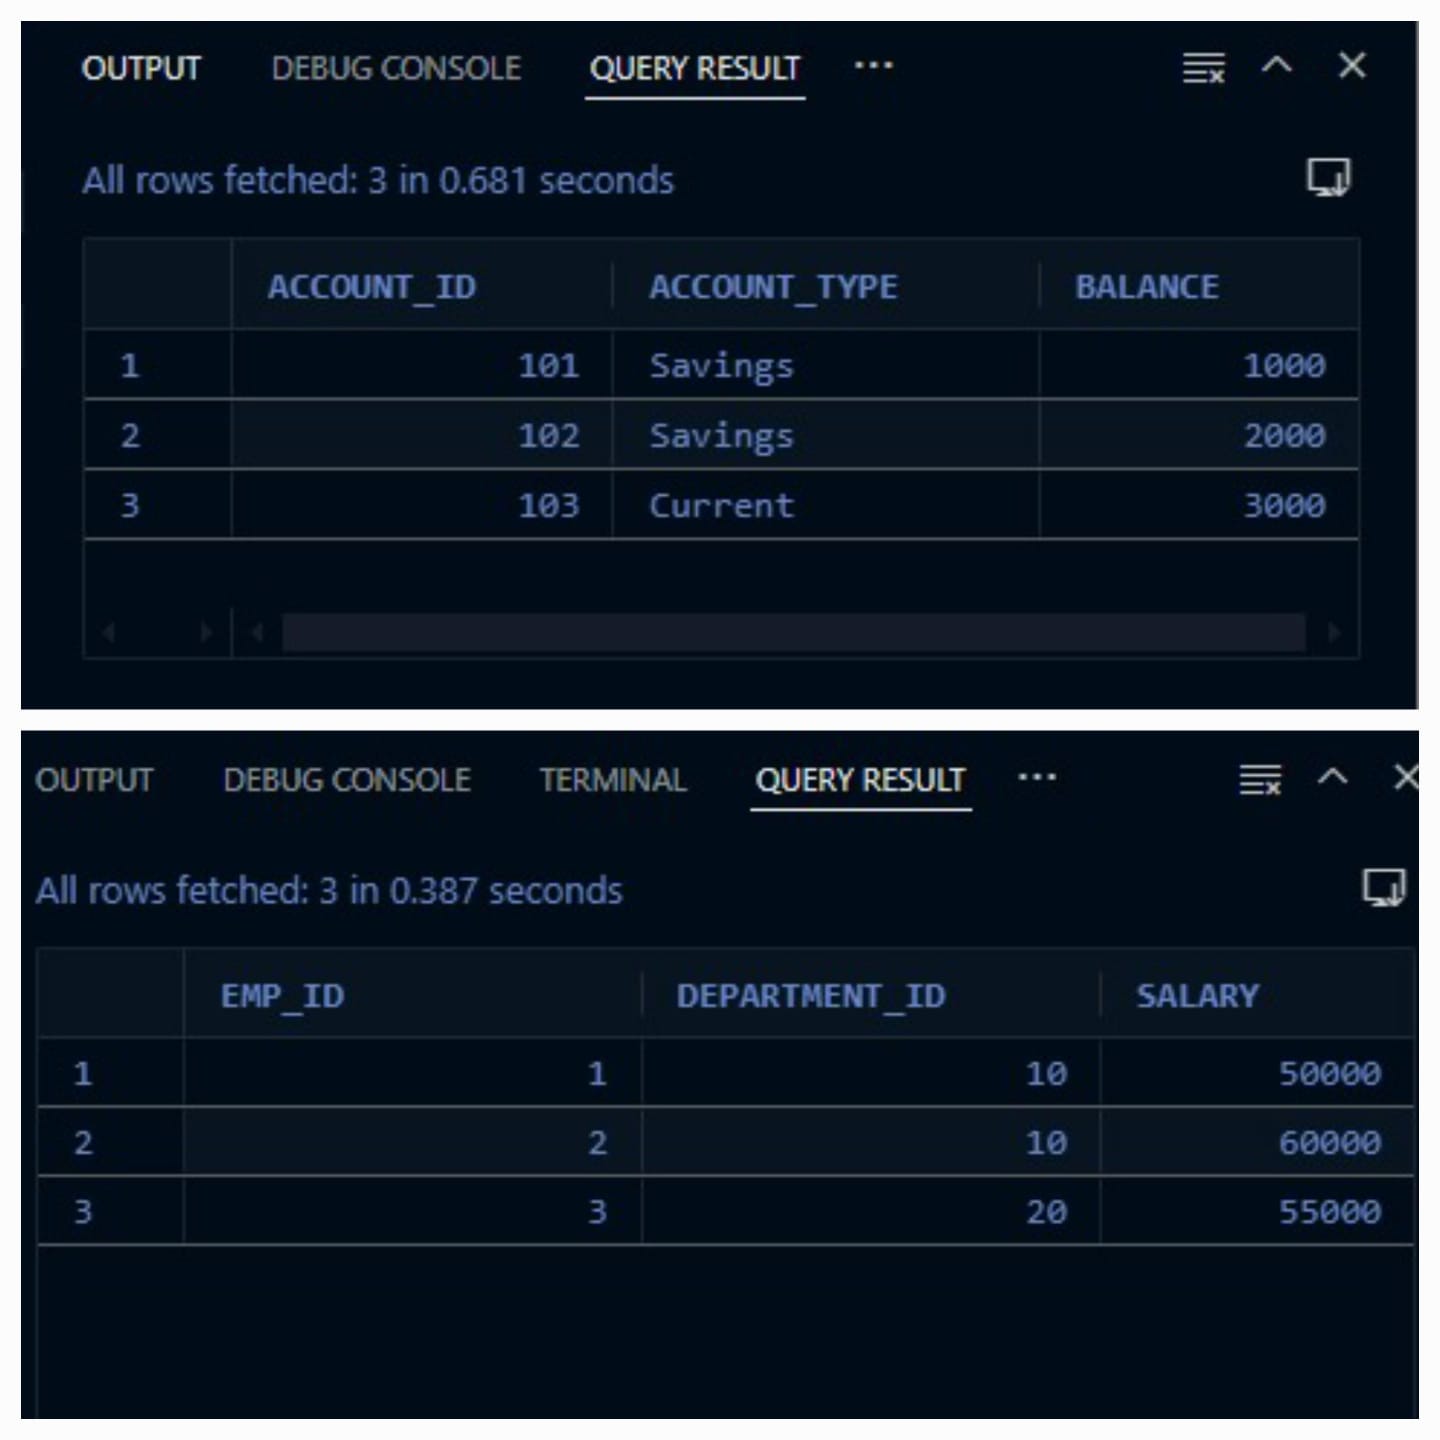 OUTPUT DEBUG CONSOLE QUERY RESULT ···
All rows fetched: 3 in 0.681 seconds
ACCOUNT_ID ACCOUNT_TYPE BALANCE
1 101 Savings 1000
2 102 Savings 2000
3 103 Current 3000
OUTPUT DEBUG CONSOLE TERMINAL QUERY RESULT ···
All rows fetched: 3 in 0.387 seconds
EMP_ID DEPARTMENT_ID SALARY
1 1 10 50000
2 2 10 60000
3 3 20 55000